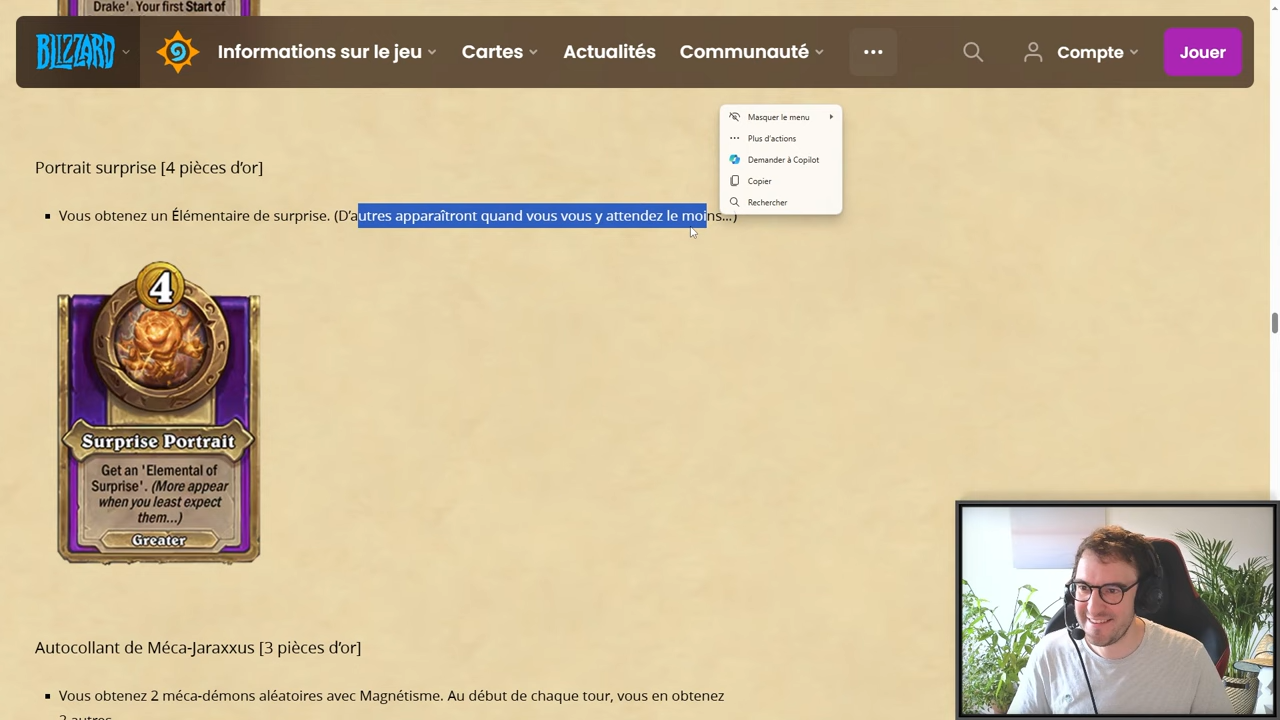 Drake'. Your first Start of
BLIZZARD
Informations sur le jeu
Cartes
Actualités
Communauté
Compte
Jouer
Masquer le menu
Plus d'actions
Demander à Copilot
Copier
Rechercher
Portrait surprise [4 pièces d’or]
Vous obtenez un Élémentaire de surprise. (D’autres apparaîtront quand vous vous y attendez le moins…)
4
Surprise Portrait
Get an 'Elemental of
Surprise'. (More appear
when you least expect
them...)
Greater
Autocollant de Méca-Jaraxxus [3 pièces d’or]
Vous obtenez 2 méca-démons aléatoires avec Magnétisme. Au début de chaque tour, vous en obtenez
2 autres.